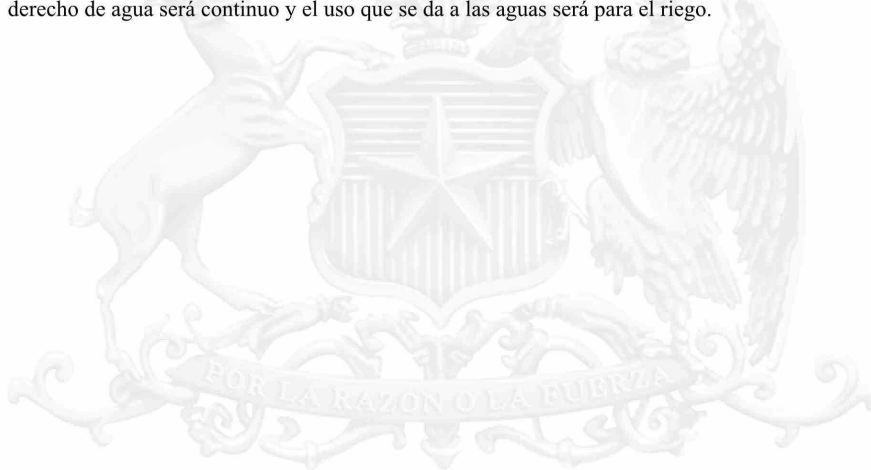 derecho de agua será continuo y el uso que se da a las aguas será para el riego.
POR LA RAZON O LA FUERZA